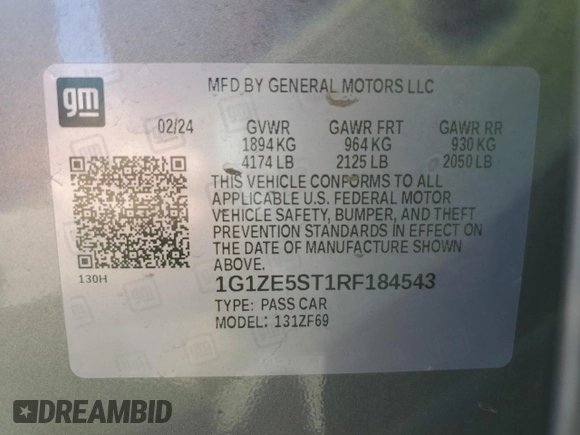 gm
MFD BY GENERAL MOTORS LLC
02/24 GVWR GAWR FRT GAWR RR
1894 KG 964 KG 930 KG
4174 LB 2125 LB 2050 LB
THIS VEHICLE CONFORMS TO ALL
APPLICABLE U.S. FEDERAL MOTOR
VEHICLE SAFETY, BUMPER, AND THEFT
PREVENTION STANDARDS IN EFFECT ON
THE DATE OF MANUFACTURE SHOWN
ABOVE.
130H
1G1ZE5ST1RF184543
TYPE: PASS CAR
MODEL: 131ZF69
DREAMBID